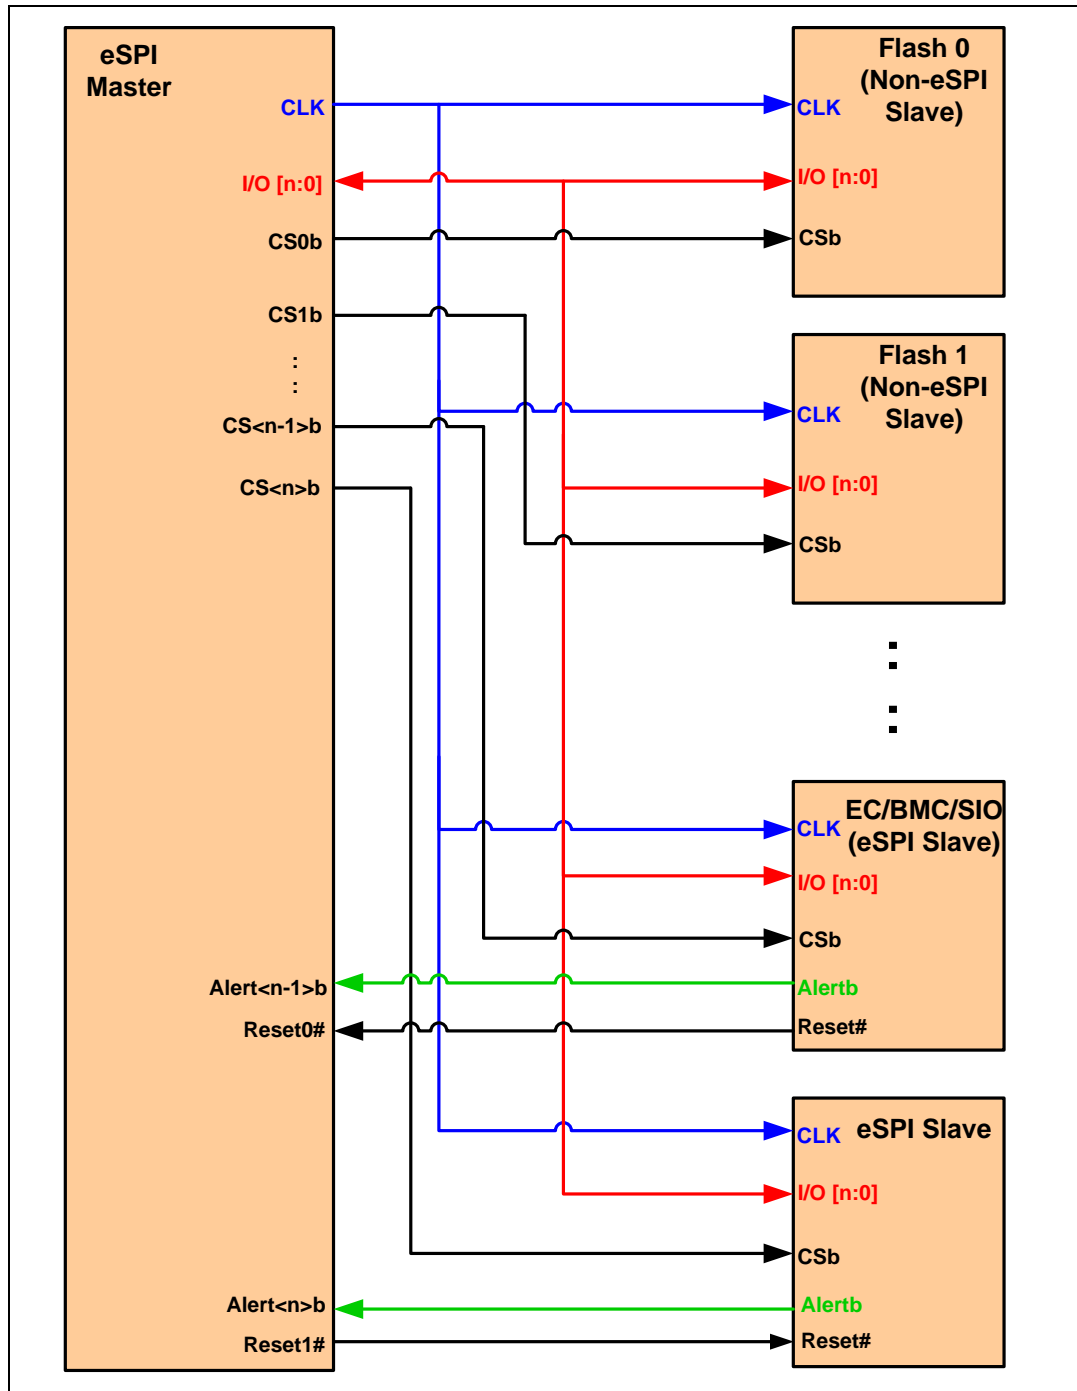 eSPI
Master
CLK
I/O [n:0]
CS0b
CS1b
:
:
CS<n-1>b
CS<n>b
Alert<n-1>b
Reset0#
Alert<n>b
Reset1#
Flash 0
(Non-eSPI
Slave)
CLK
I/O [n:0]
CSb
Flash 1
(Non-eSPI
Slave)
CLK
I/O [n:0]
CSb
:
:
EC/BMC/SIO
(eSPI Slave)
CLK
I/O [n:0]
CSb
Alertb
Reset#
eSPI Slave
CLK
I/O [n:0]
CSb
Alertb
Reset#